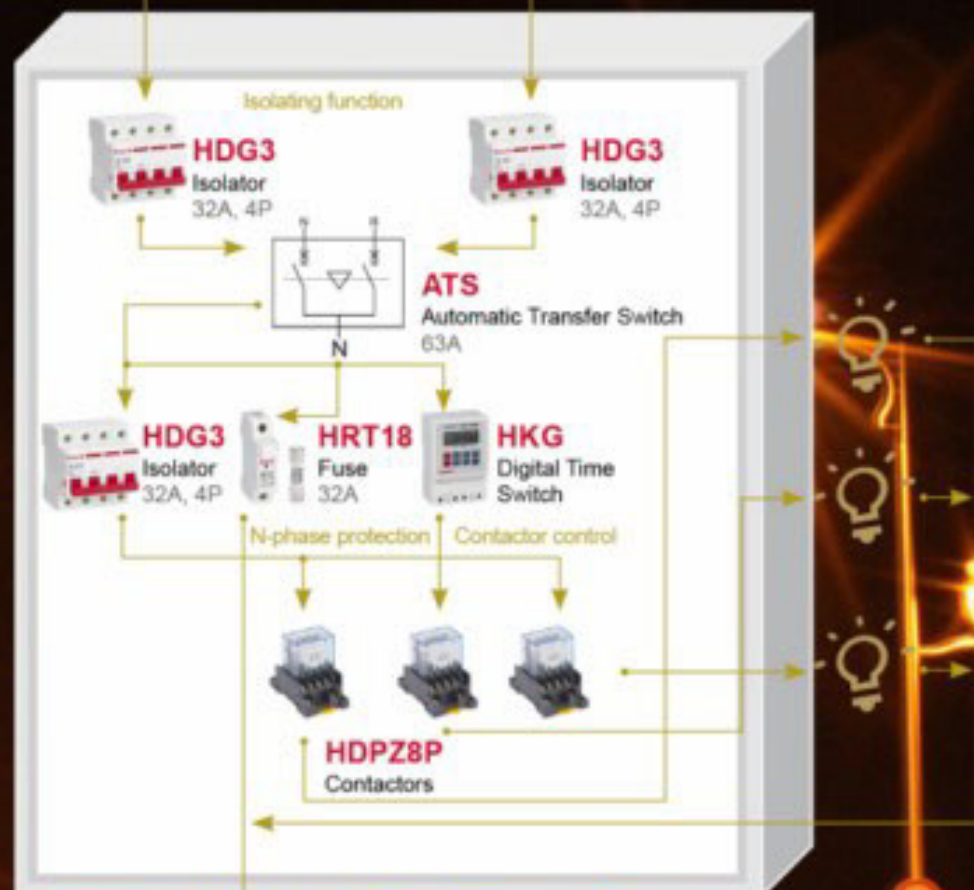 Isolating function
HDG3
Isolator
32A, 4P
HDG3
Isolator
32A, 4P
ATS
Automatic Transfer Switch
63A
N
HDG3
Isolator
32A, 4P
HRT18
Fuse
32A
HKG
Digital Time
Switch
N-phase protection
Contactor control
HDPZ8P
Contactors